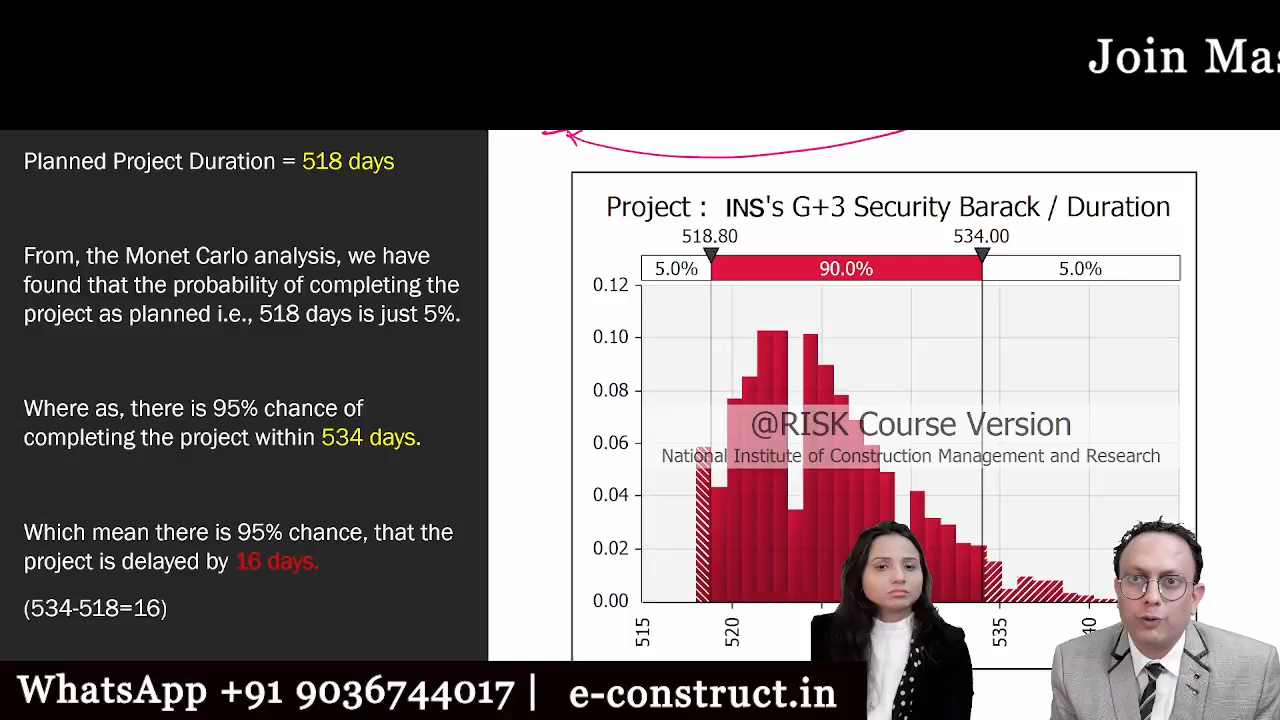 Join Mas
Planned Project Duration = 518 days
From, the Monet Carlo analysis, we have
found that the probability of completing the
project as planned i.e., 518 days is just 5%.
Where as, there is 95% chance of
completing the project within 534 days.
Which mean there is 95% chance, that the
project is delayed by 16 days.
(534-518=16)
Project : INS's G+3 Security Barack / Duration
518.80 534.00
5.0% 90.0% 5.0%
0.12
0.10
0.08
0.06
0.04
0.02
0.00
@RISK Course Version
National Institute of Construction Management and Research
515 520 535
WhatsApp +91 9036744017 | e-construct.in